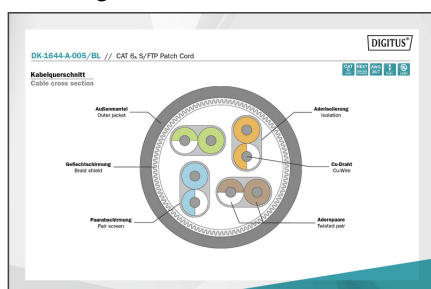 DIGITUS®
DK-1644-A-005/BL // CAT 6A S/FTP Patch Cord
Kabelquerschnitt
Cable cross section
Außenmantel
Outer jacket
Aderisolierung
Isolation
Geflechtschirmung
Braid shield
Cu-Draht
Cu-Wire
Paarabschirmung
Pair screen
Adernpaare
Twisted pair